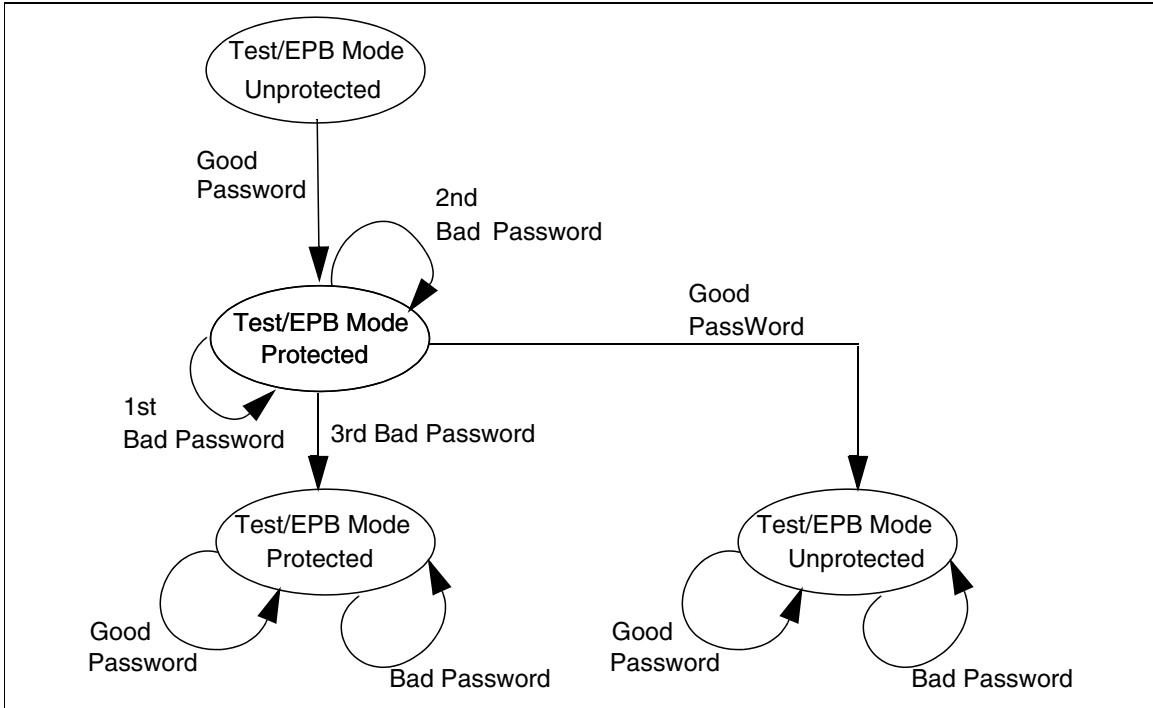 Test/EPB Mode
Unprotected
Good
Password
2nd
Bad Password
Good
PassWord
Test/EPB Mode
Protected
1st
Bad Password
3rd Bad Password
Test/EPB Mode
Protected
Test/EPB Mode
Unprotected
Good
Password
Bad Password
Good
Password
Bad Password